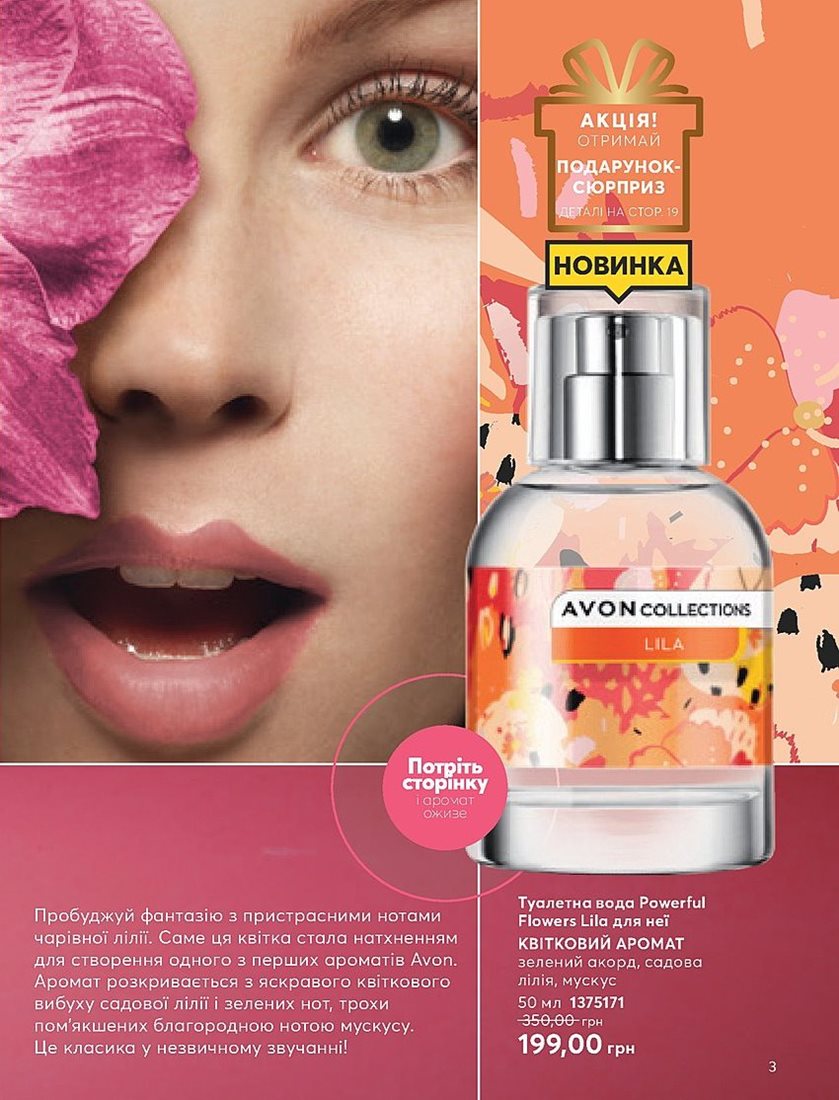 АКЦІЯ!
ОТРИМАЙ
ПОДАРУНОК-
СЮРПРИЗ
ДЕТАЛІ НА СТОР. 19
НОВИНКА
AVON COLLECTIONS
LILA
Потріть
сторінку
і аромат
оживе
Пробуджуй фантазію з пристрасними нотами
чарівної лілії. Саме ця квітка стала натхненням
для створення одного з перших ароматів Avon.
Аромат розкривається з яскравого квіткового
вибуху садової лілії і зелених нот, трохи
пом'якшених благородною нотою мускусу.
Це класика у незвичному звучанні!
Туалетна вода Powerful
Flowers Lila для неї
КВІТКОВИЙ АРОМАТ
зелений акорд, садова
лілія, мускус
50 мл 1375171
350,00 грн
199,00 грн
3